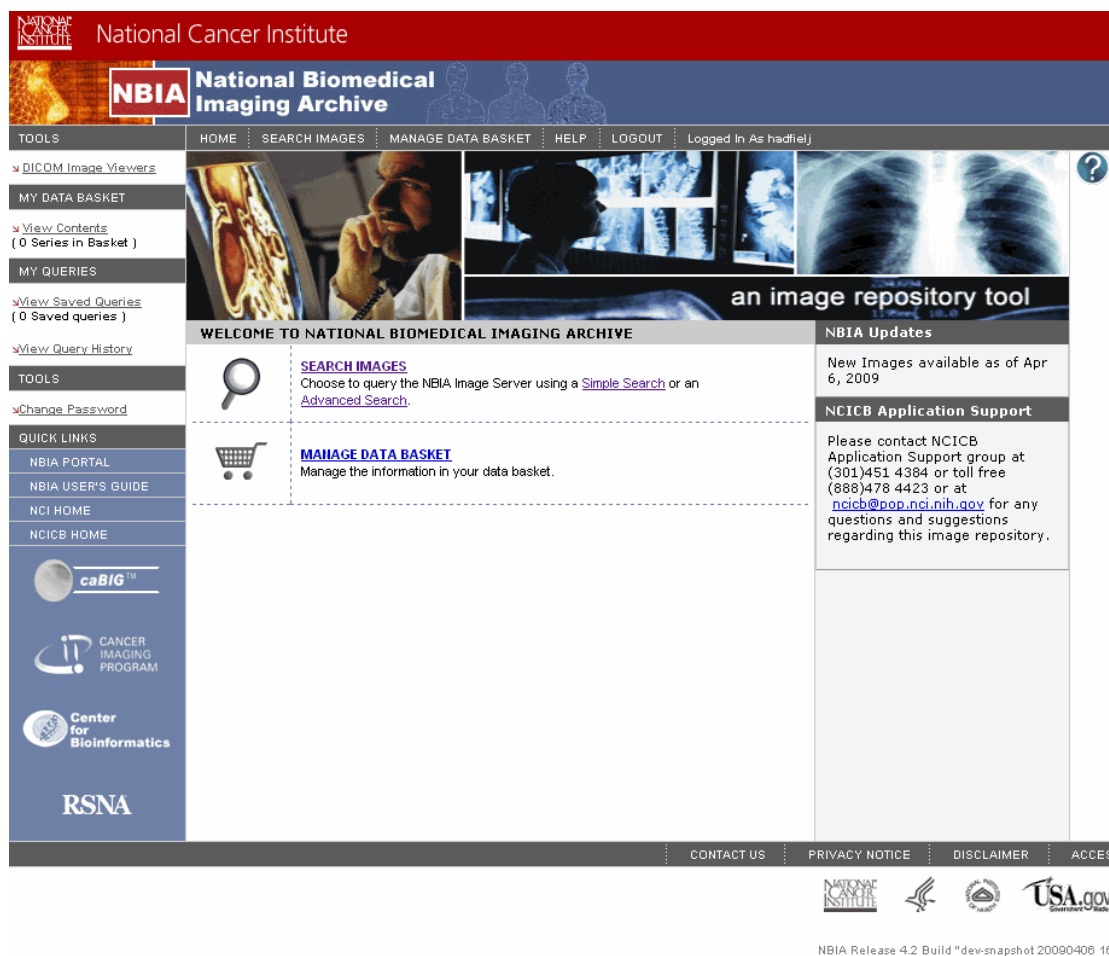 NATIONAL CANCER INSTITUTE
National Cancer Institute
NBIA
National Biomedical
Imaging Archive
TOOLS
HOME
SEARCH IMAGES
MANAGE DATA BASKET
HELP
LOGOUT
Logged In As hadfielj
DICOM Image Viewers
MY DATA BASKET
View Contents
( 0 Series in Basket )
MY QUERIES
View Saved Queries
( 0 Saved queries )
View Query History
TOOLS
Change Password
QUICK LINKS
NBIA PORTAL
NBIA USER'S GUIDE
NCI HOME
NCICB HOME
caBIG™
CANCER
IMAGING
PROGRAM
Center
for
Bioinformatics
RSNA
an image repository tool
WELCOME TO NATIONAL BIOMEDICAL IMAGING ARCHIVE
SEARCH IMAGES
Choose to query the NBIA Image Server using a Simple Search or an
Advanced Search.
MANAGE DATA BASKET
Manage the information in your data basket.
NBIA Updates
New Images available as of Apr
6, 2009
NCICB Application Support
Please contact NCICB
Application Support group at
(301)451 4384 or toll free
(888)478 4423 or at
ncicb@pop.nci.nih.gov for any
questions and suggestions
regarding this image repository.
CONTACT US
PRIVACY NOTICE
DISCLAIMER
ACCES
NATIONAL CANCER INSTITUTE
USA.gov
NBIA Release 4.2 Build "dev-snapshot 20090406 16